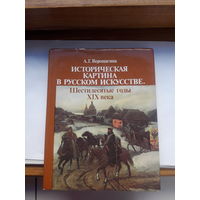 А.Г. Верещагина
ИСТОРИЧЕСКАЯ
КАРТИНА
В РУССКОМ ИСКУССТВЕ.
Шестидесятые годы
XIX века